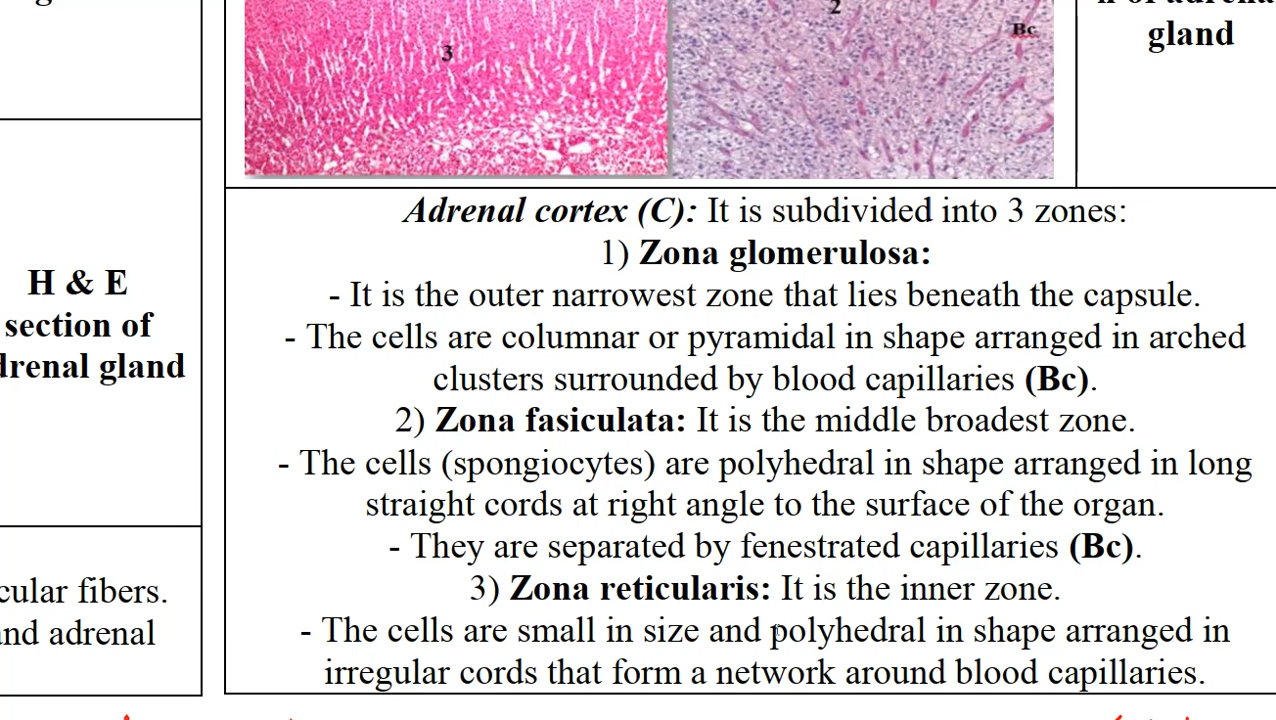 3
2
Bc
gland
H & E
section of
drenal gland
cular fibers.
nd adrenal
Adrenal cortex (C): It is subdivided into 3 zones:
1) Zona glomerulosa:
- It is the outer narrowest zone that lies beneath the capsule.
- The cells are columnar or pyramidal in shape arranged in arched
clusters surrounded by blood capillaries (Bc).
2) Zona fasiculata: It is the middle broadest zone.
- The cells (spongiocytes) are polyhedral in shape arranged in long
straight cords at right angle to the surface of the organ.
- They are separated by fenestrated capillaries (Bc).
3) Zona reticularis: It is the inner zone.
- The cells are small in size and polyhedral in shape arranged in
irregular cords that form a network around blood capillaries.